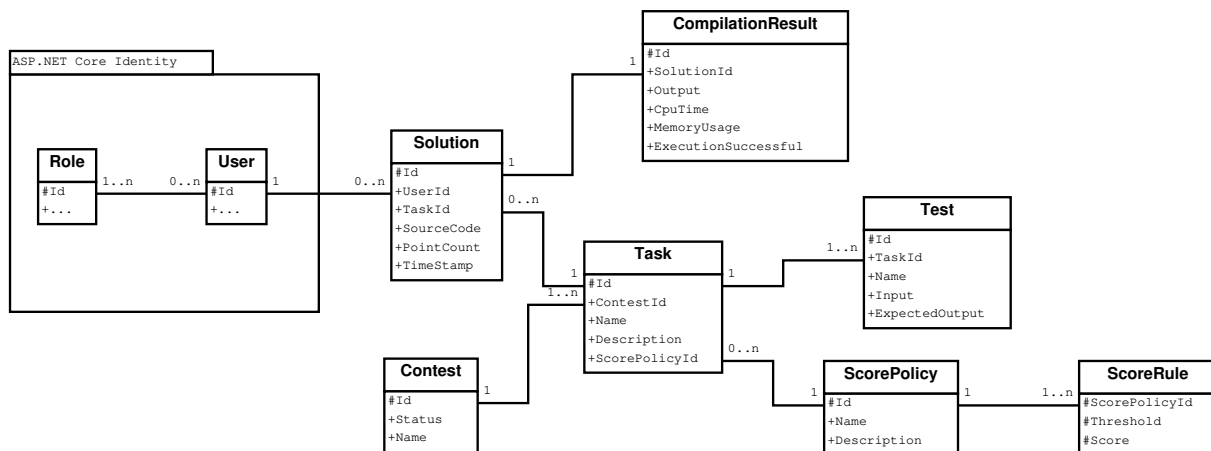 CompilationResult
#Id
+SolutionId
+Output
+CpuTime
+MemoryUsage
+ExecutionSuccessful
1
ASP.NET Core Identity
Role
#Id
+...
1..n
0..n
User
#Id
+...
1
0..n
Solution
#Id
+UserId
+TaskId
+SourceCode
+PointCount
+TimeStamp
1
0..n
1
1..n
Task
#Id
+ContestId
+Name
+Description
+ScorePolicyId
1
0..n
1..n
Test
#Id
+TaskId
+Name
+Input
+ExpectedOutput
Contest
#Id
+Status
+Name
1
1
ScorePolicy
#Id
+Name
+Description
1
1..n
ScoreRule
#ScorePolicyId
#Threshold
#Score